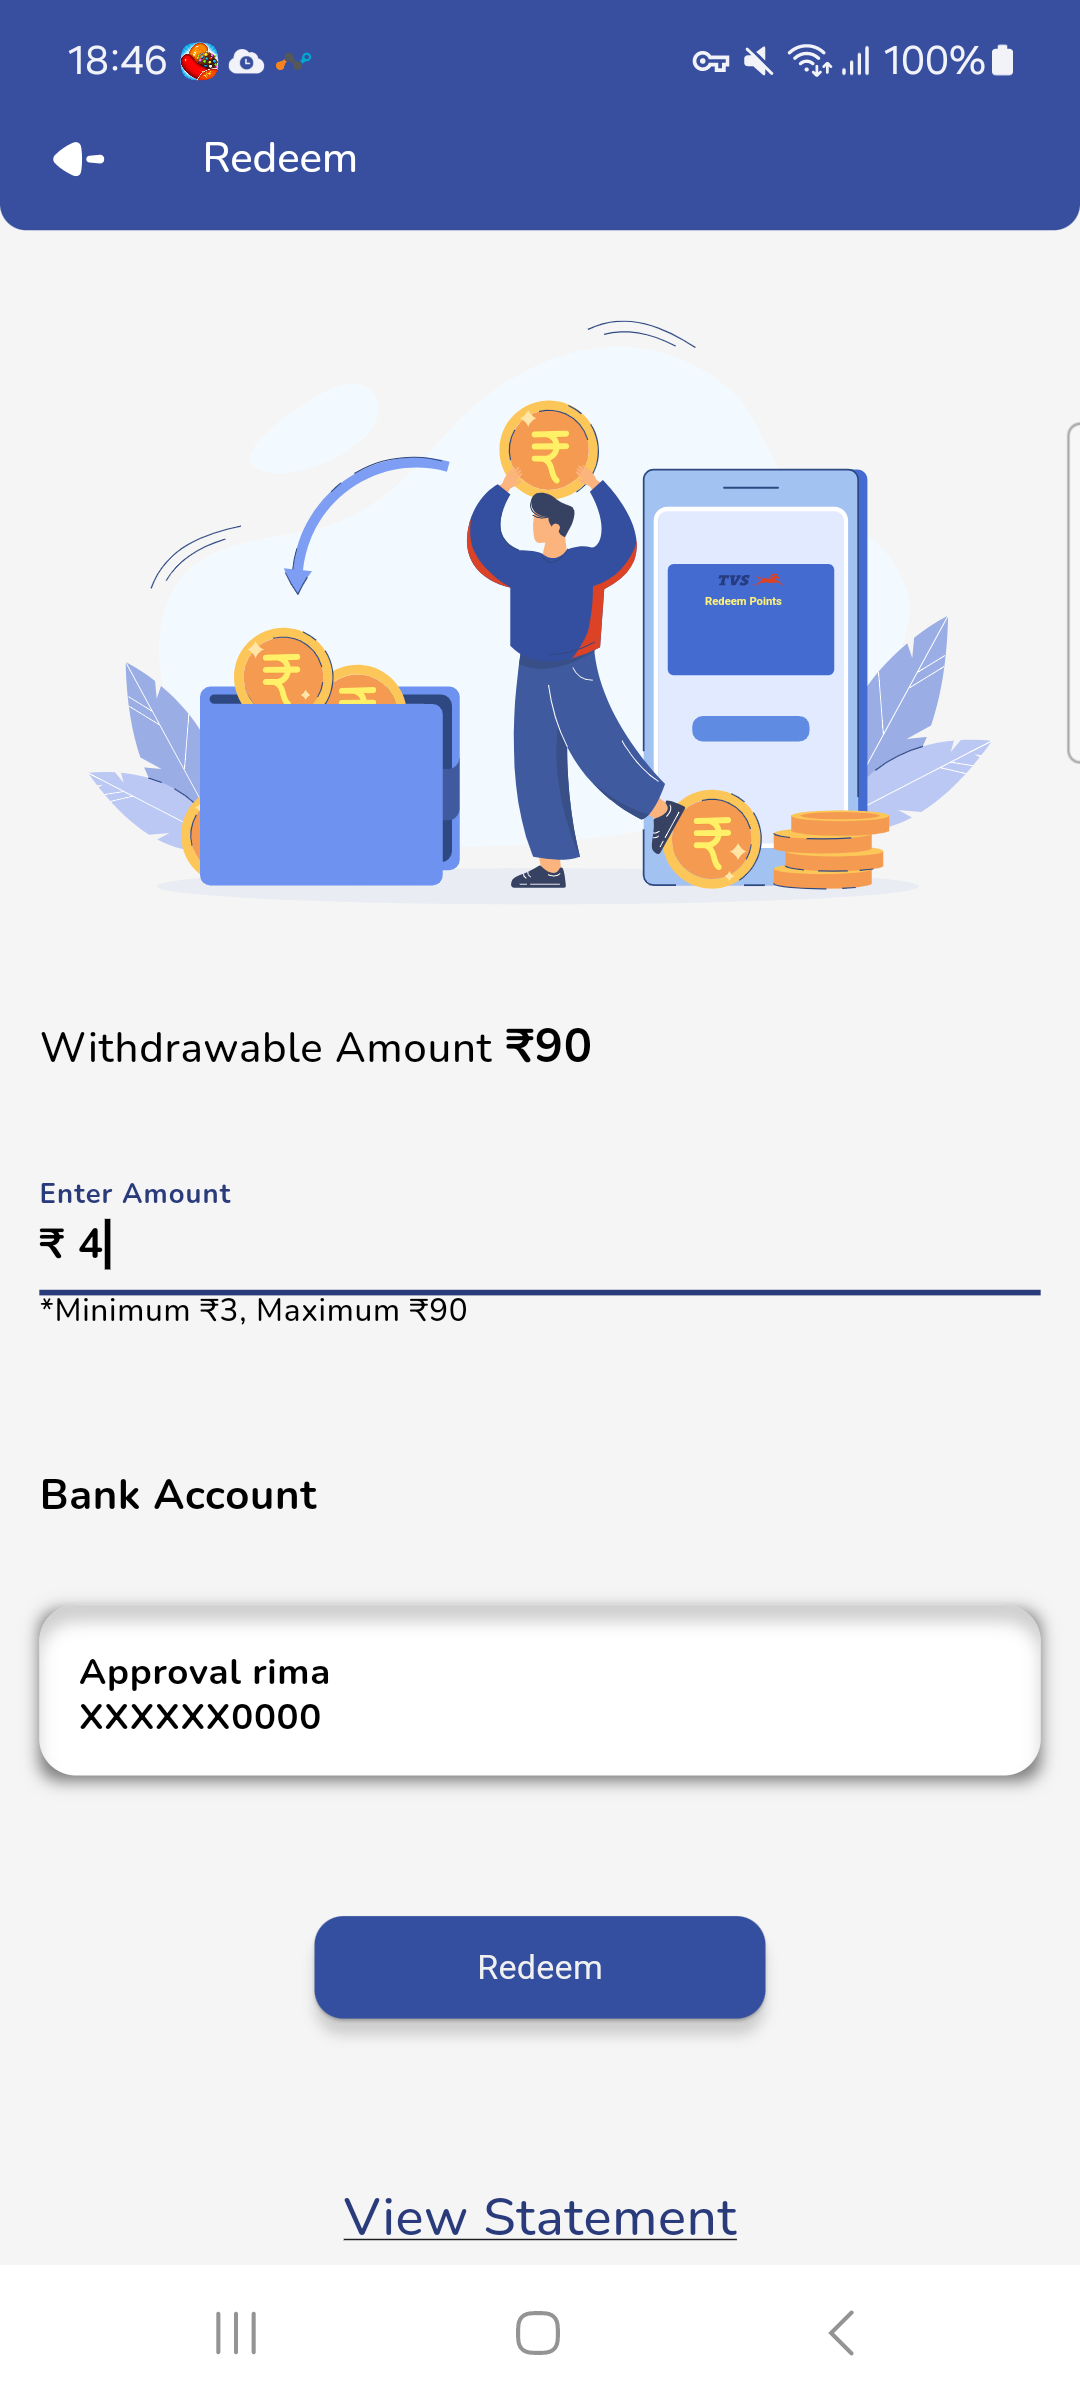 18:46 100%
Redeem
TVS
Redeem Points
Withdrawable Amount ₹90
Enter Amount
₹ 4
*Minimum ₹3, Maximum ₹90
Bank Account
Approval rima
XXXXXX0000
Redeem
View Statement